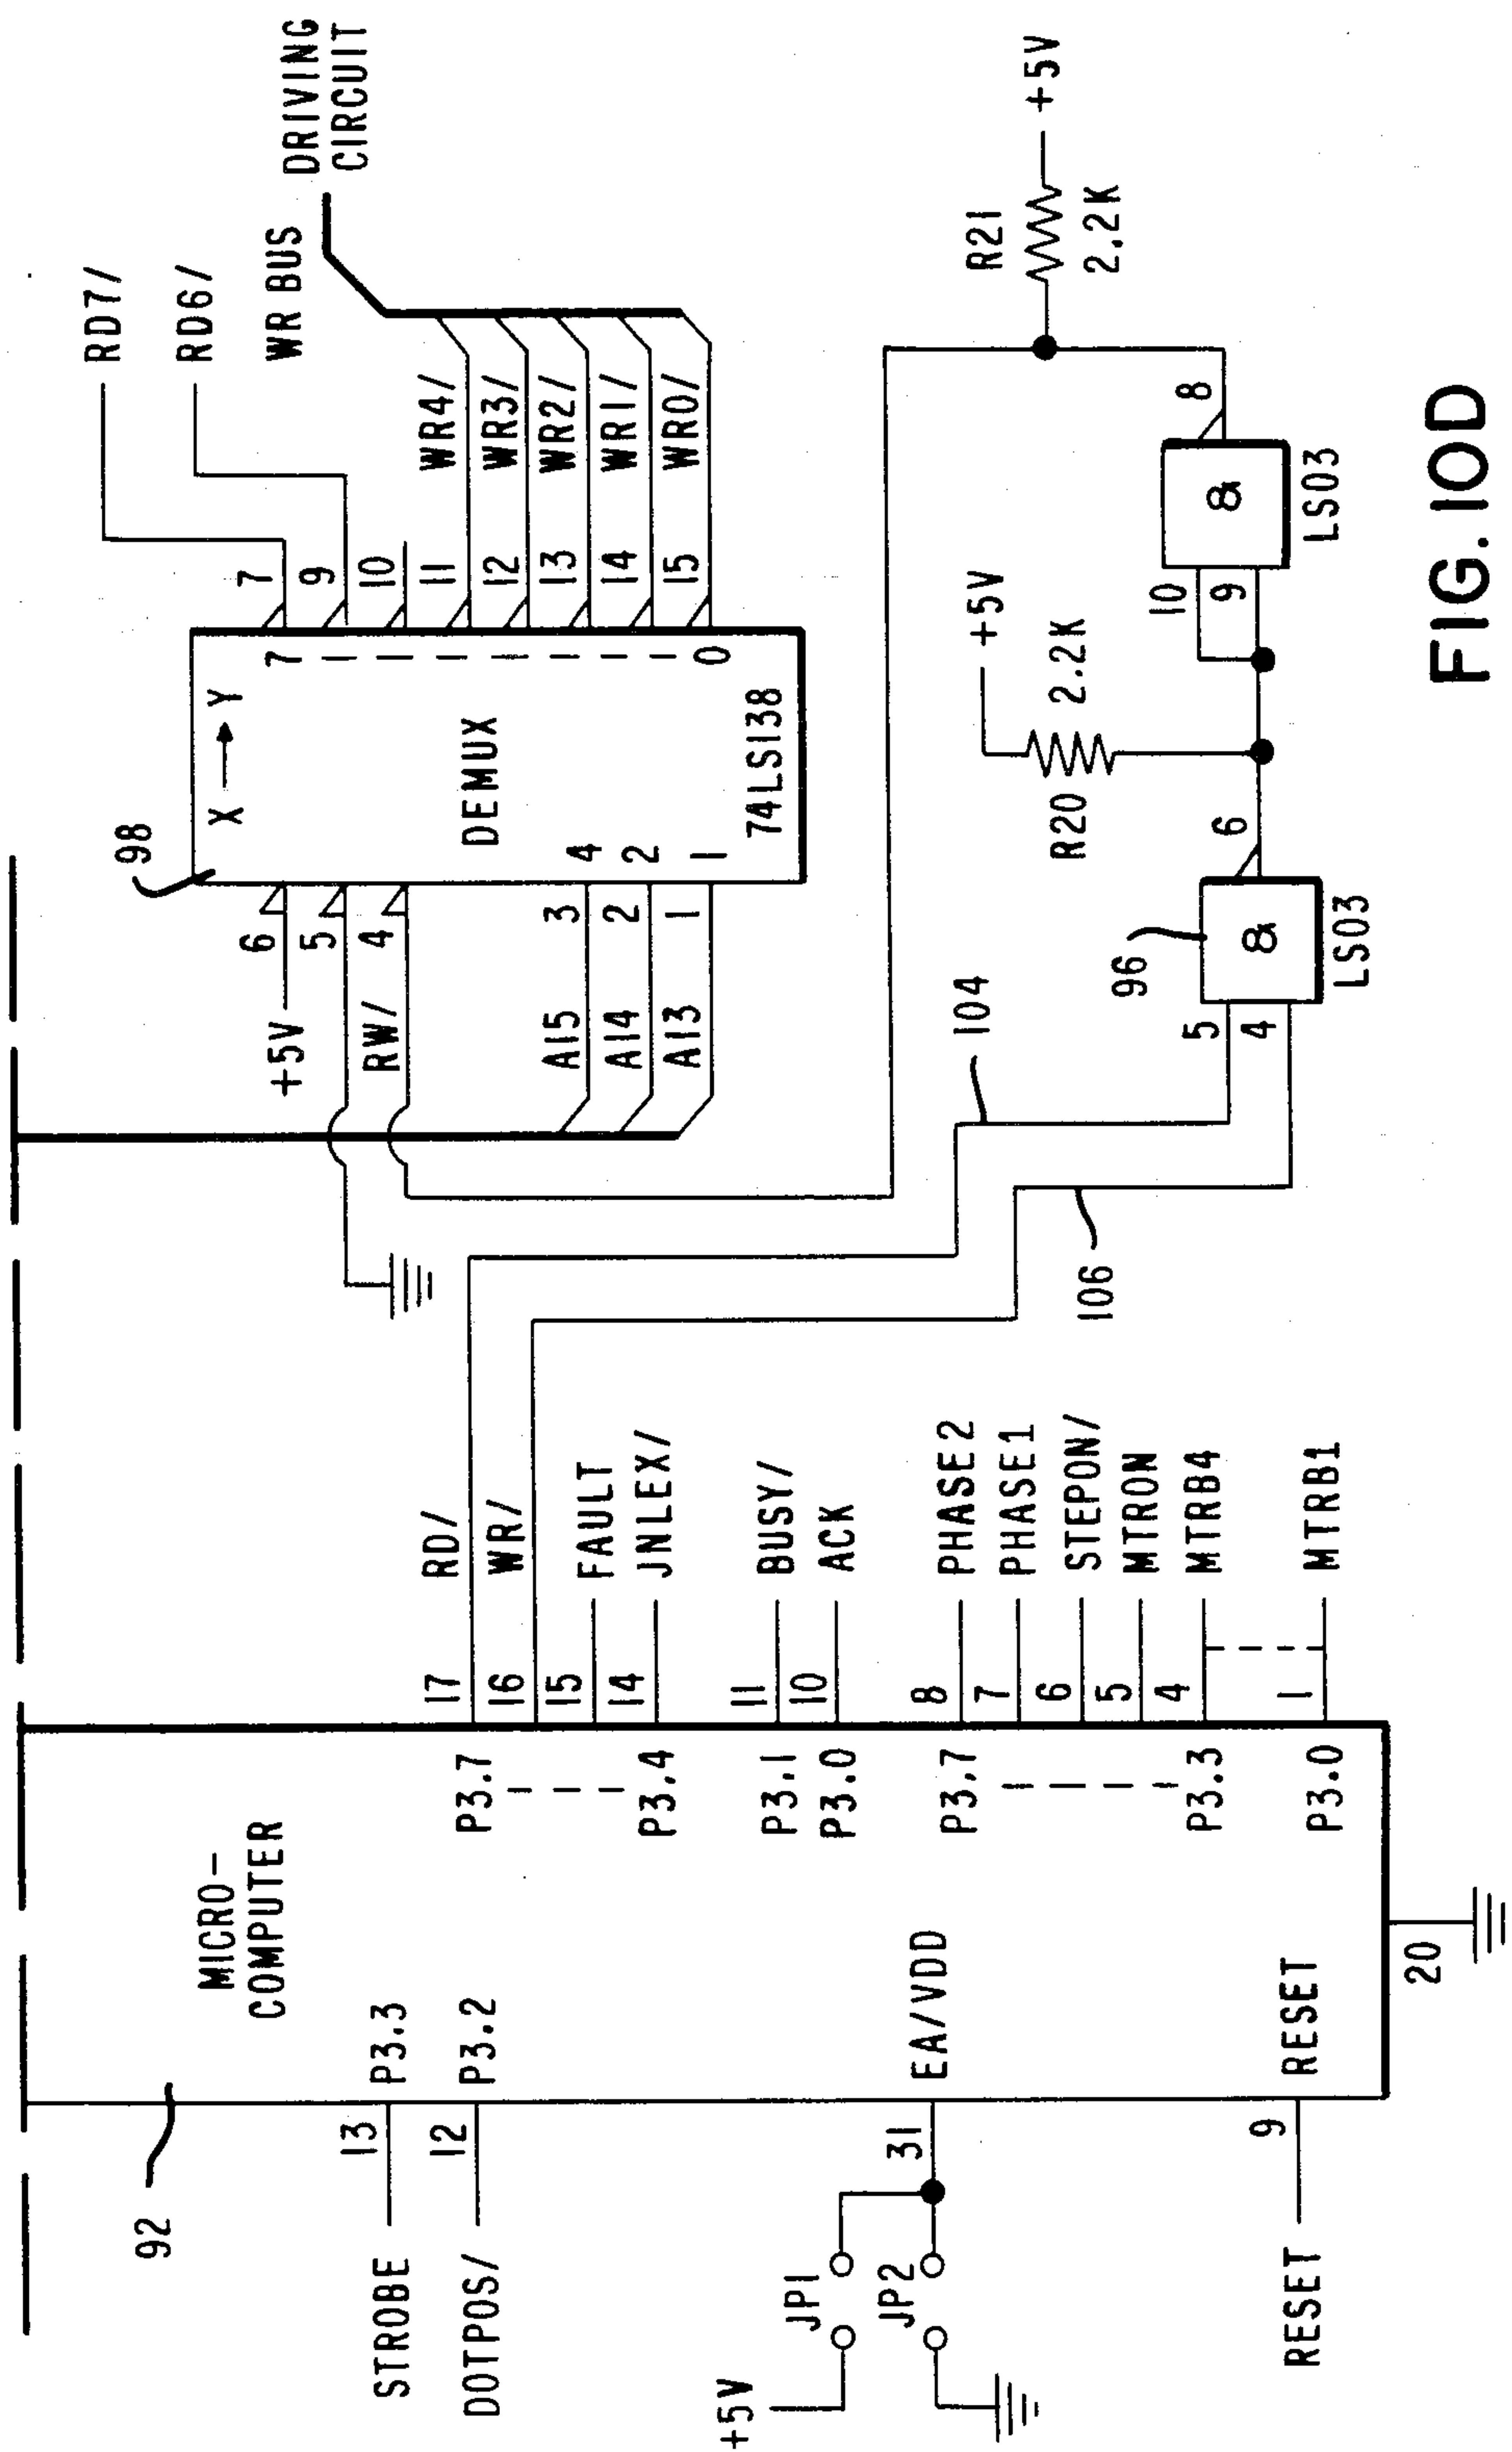 MICRO-
COMPUTER
92
STROBE
13
P3.3
DOTPOS/
12
P3.2
+5V
JP1
JP2
31
EA/VDD
RESET
9
RESET
20
P3.7
17
RD/
16
WR/
15
FAULT
P3.4
14
JNLEX/
P3.1
11
BUSY/
P3.0
10
ACK
P3.7
8
PHASE2
7
PHASE1
6
STEPON/
5
MTRON
P3.3
4
MTRB4
P3.0
1
MTRB1
104
106
98
+5V
6
5
RW/
4
A15
3
4
A14
2
2
A13
1
1
X → Y
DEMUX
74LS138
7
0
7
RD7/
9
RD6/
10
WR BUS
DRIVING
CIRCUIT
11
WR4/
12
WR3/
13
WR2/
14
WR1/
15
WR0/
96
5
4
&
LS03
6
R20
2.2K
+5V
10
9
&
LS03
8
R21
2.2K
+5V
FIG. 10D